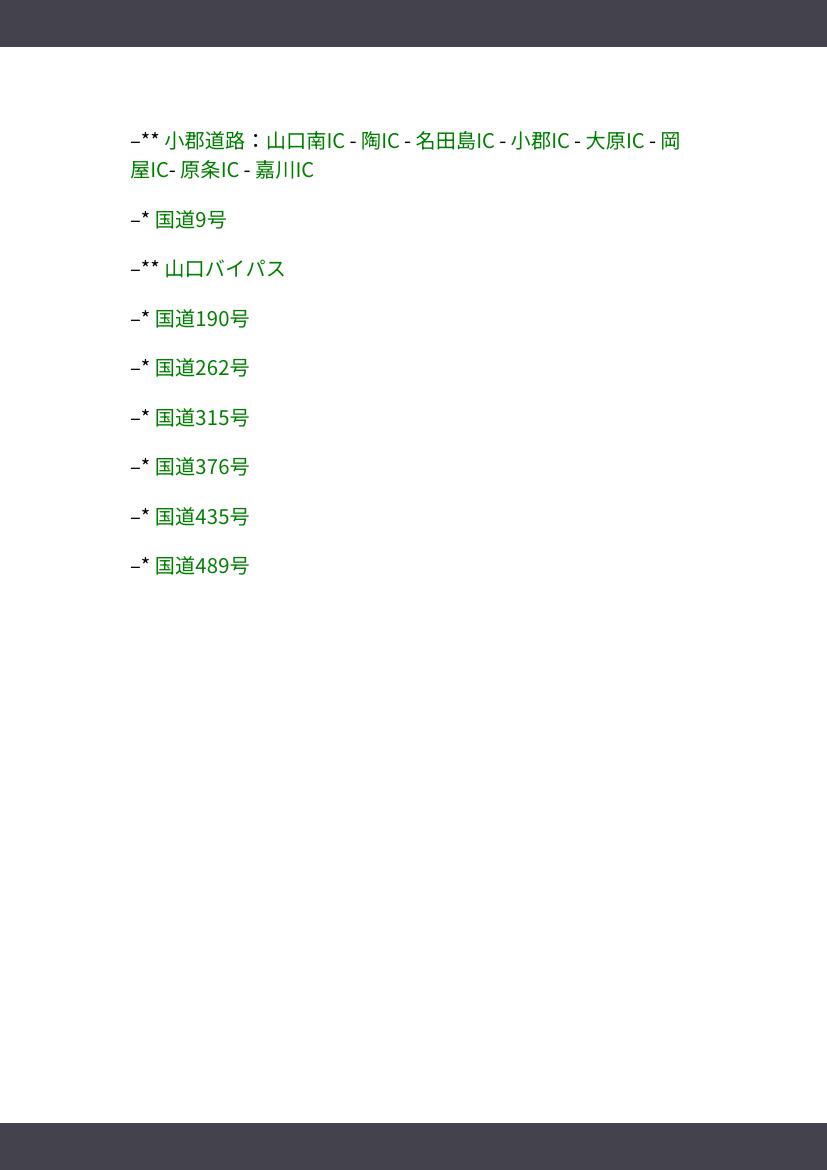 –** 小郡道路：山口南IC - 陶IC - 名田島IC - 小郡IC - 大原IC - 岡
屋IC- 原条IC - 嘉川IC
–* 国道9号
–** 山口バイパス
–* 国道190号
–* 国道262号
–* 国道315号
–* 国道376号
–* 国道435号
–* 国道489号